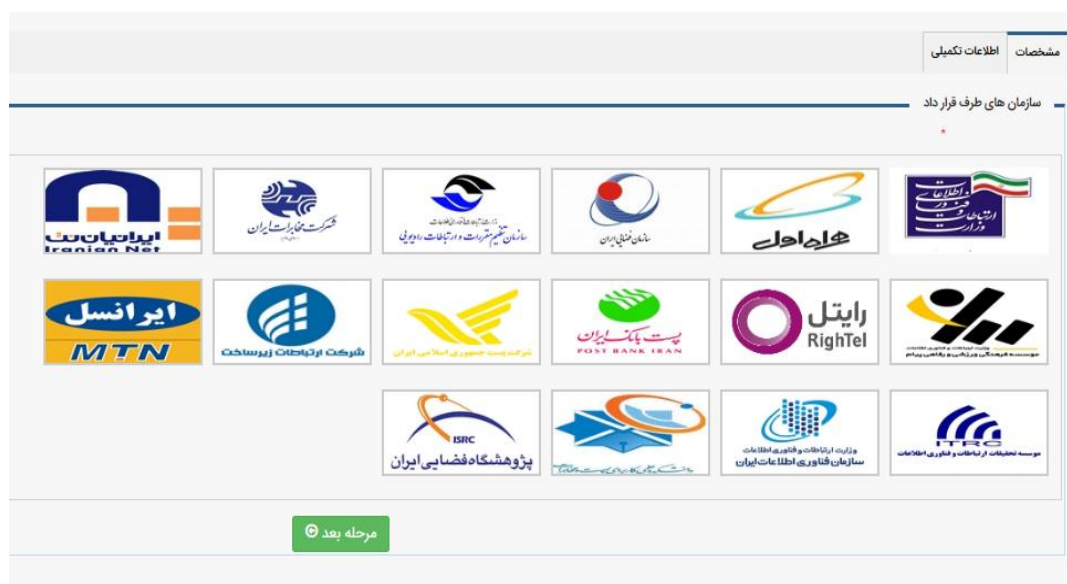 مشخصات
اطلاعات تکمیلی
سازمان های طرف قرار داد
*
وزارت ارتباطات و فناوری اطلاعات
همراه اول
سازمان فضایی ایران
سازمان تنظیم مقررات و ارتباطات رادیویی
شرکت مخابرات ایران
ایرانیان نت
Iranian Net
موسسه فرهنگی ورزشی و رفاهی پیام
رایتل
RighTel
پست بانک ایران
POST BANK IRAN
شرکت پست جمهوری اسلامی ایران
شرکت ارتباطات زیرساخت
ایرانسل
MTN
ITRC
موسسه تحقیقات ارتباطات و فناوری اطلاعات
وزارت ارتباطات و فناوری اطلاعات
سازمان فناوری اطلاعات ایران
ISRC
پژوهشگاه فضایی ایران
مرحله بعد